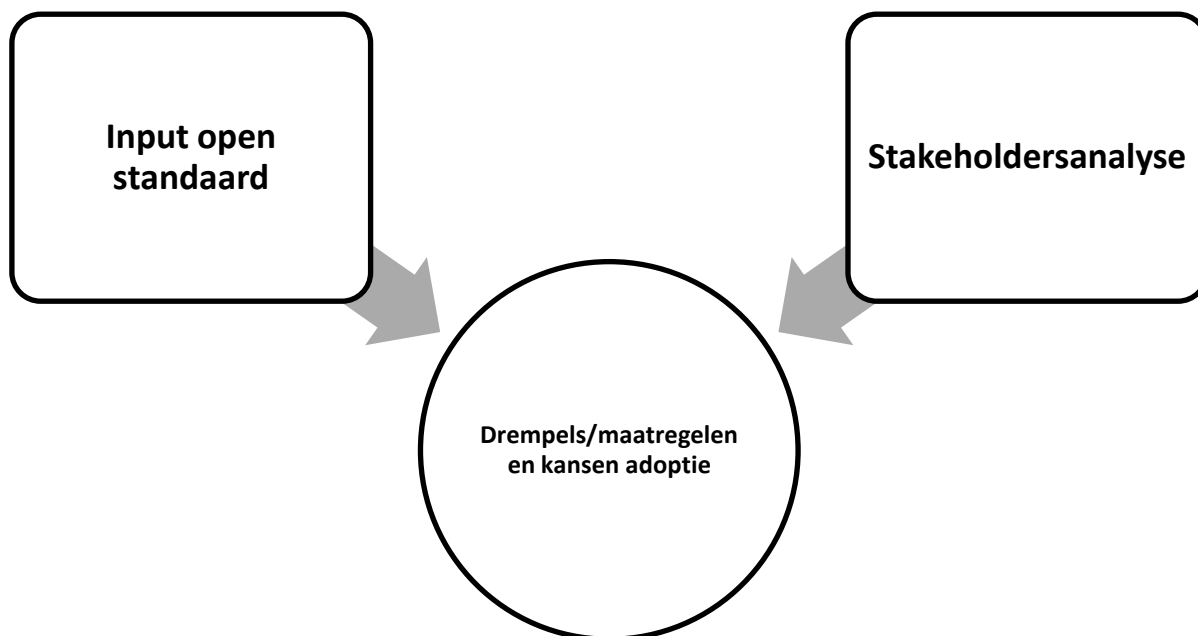 Input open
standaard
Stakeholdersanalyse
Drempels/maatregelen
en kansen adoptie